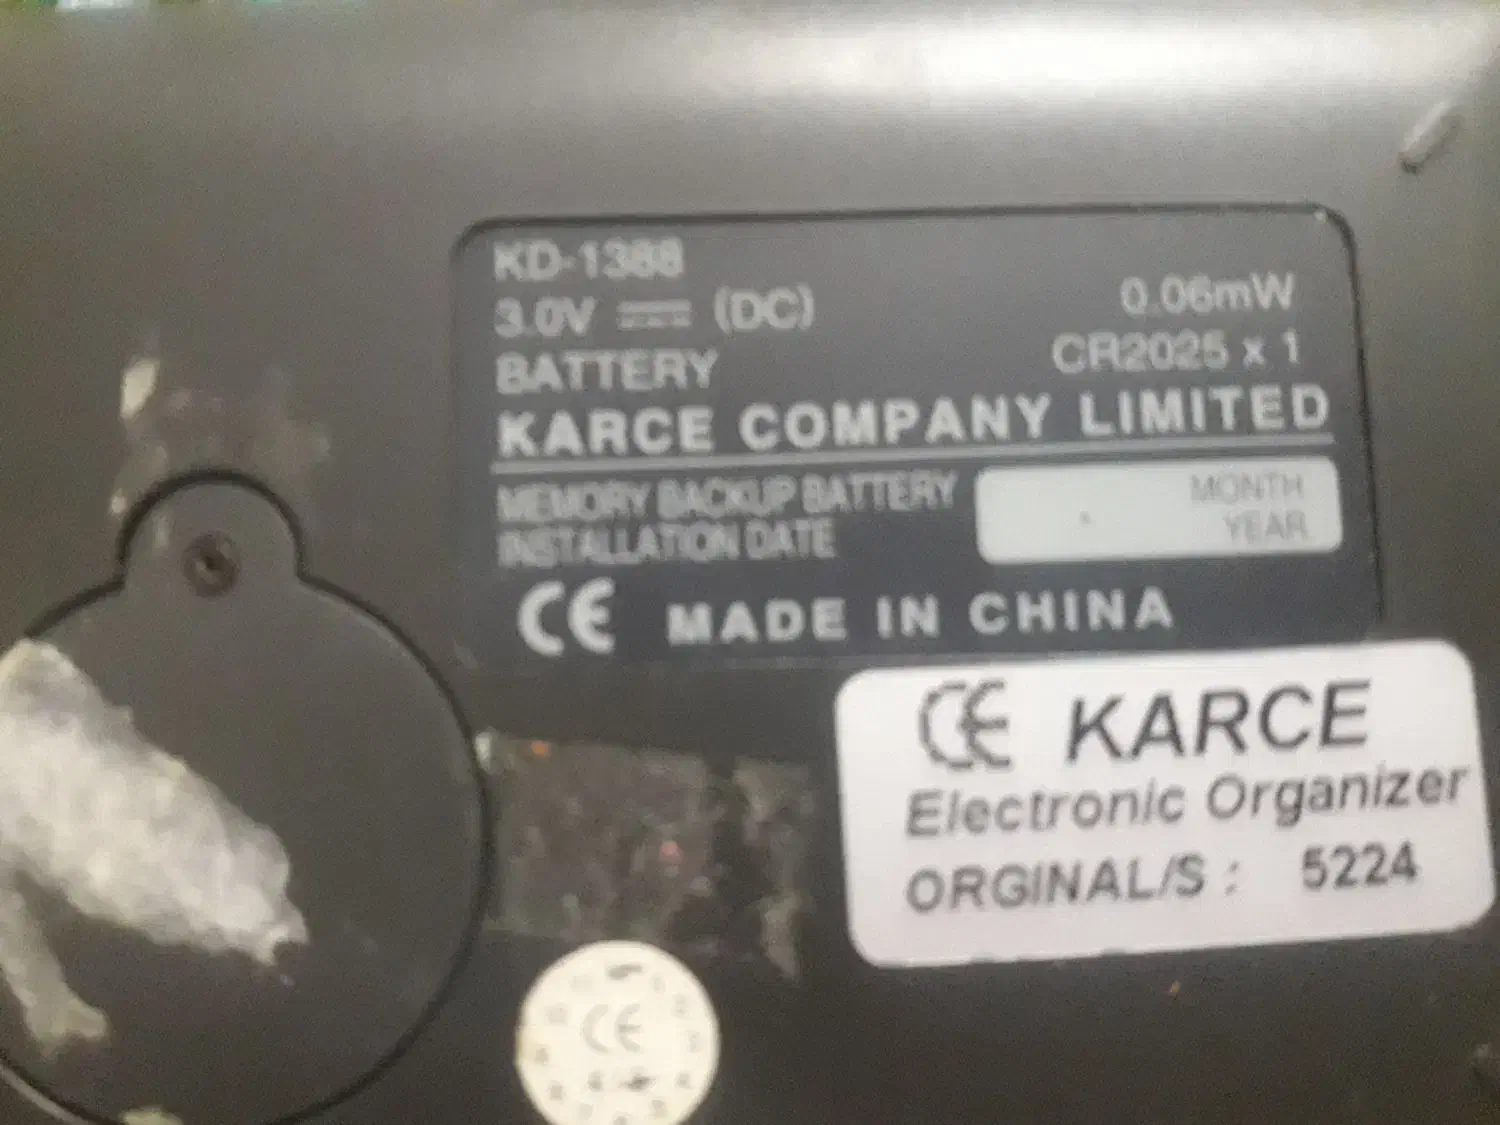 KD-1388
3.0V ⎓ (DC) 0.06mW
BATTERY CR2025 x 1
KARCE COMPANY LIMITED
MEMORY BACKUP BATTERY
INSTALLATION DATE
MONTH
YEAR
CE MADE IN CHINA
CE KARCE
Electronic Organizer
ORGINAL/S : 5224
CE